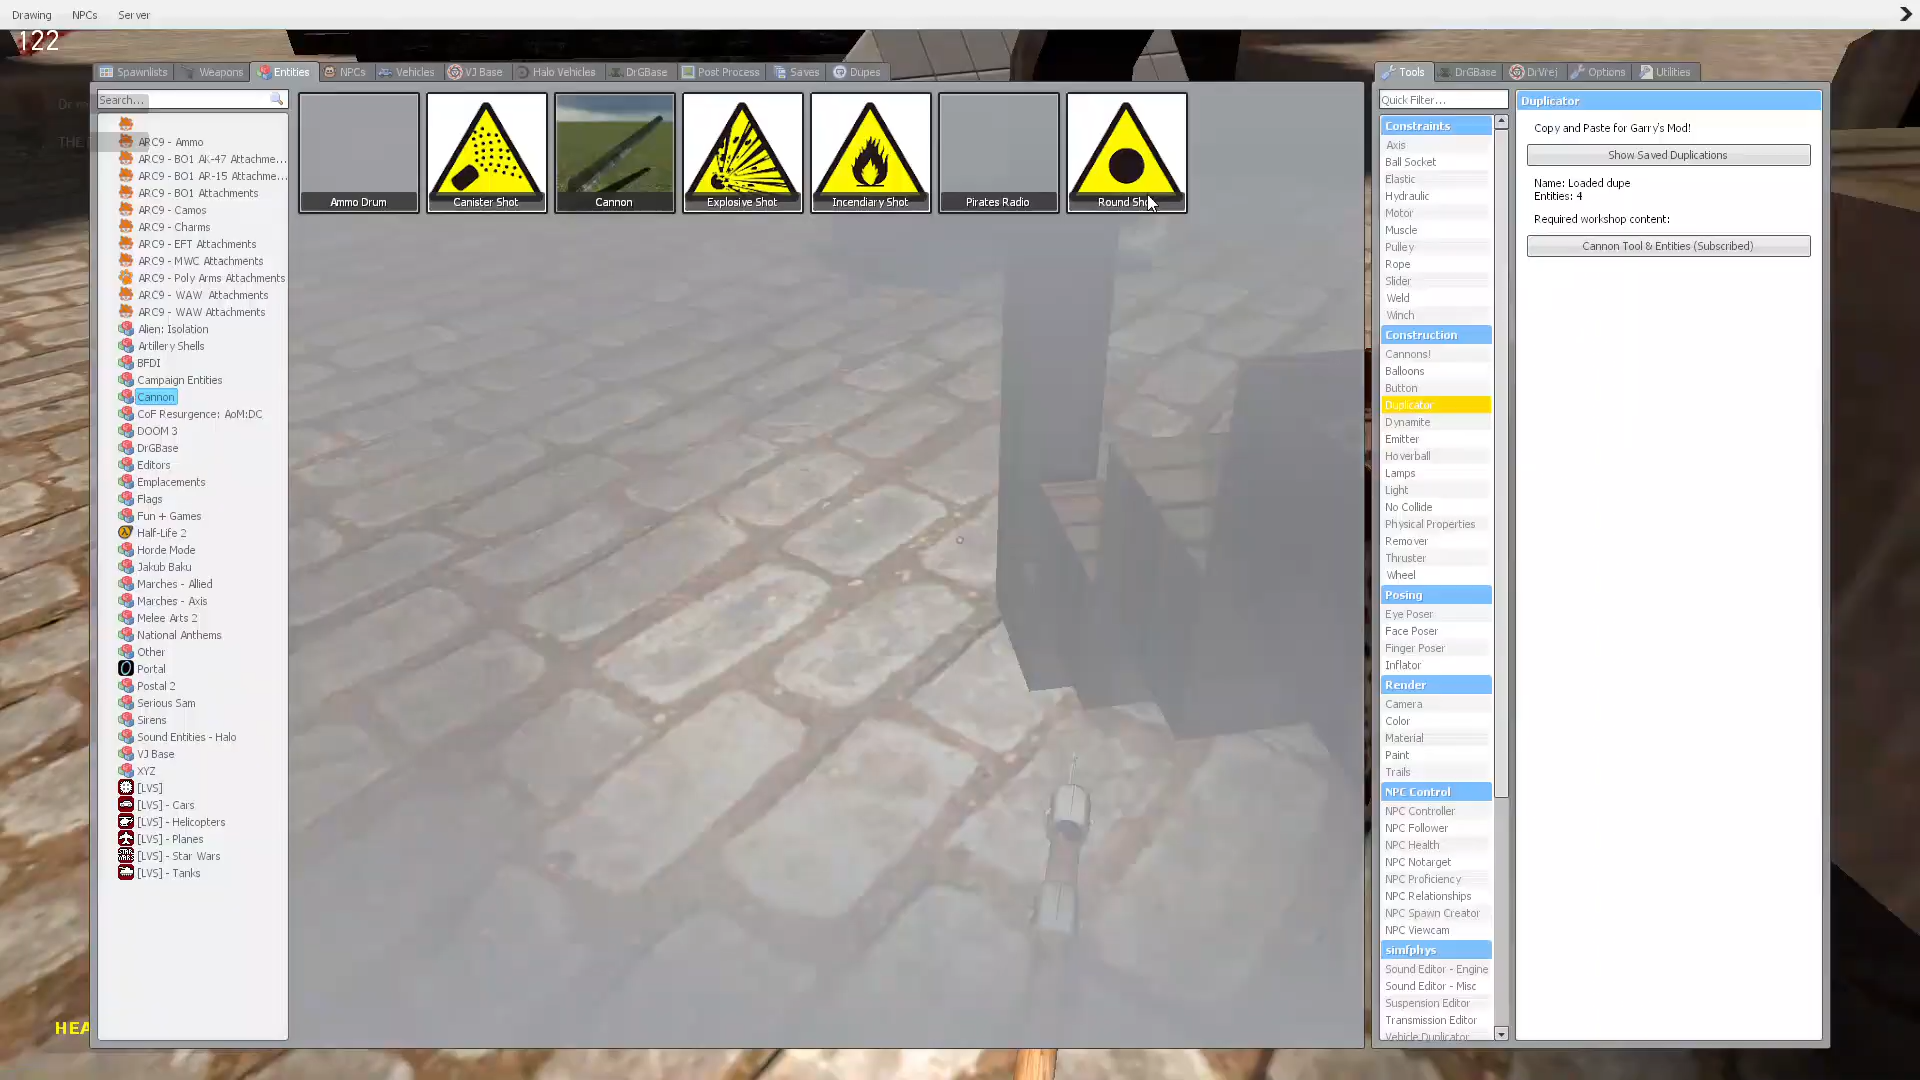 Drawing NPCs Server
122
Spawnlists Weapons Entities NPCs Vehicles VJ Base Halo Vehicles DrGBase Post Process Saves Dupes
Search...
ARC9 - Ammo
ARC9 - BO1 AK-47 Attachme...
ARC9 - BO1 AR-15 Attachme...
ARC9 - BO1 Attachments
ARC9 - Camos
ARC9 - Charms
ARC9 - EFT Attachments
ARC9 - MWC Attachments
ARC9 - Poly Arms Attachments
ARC9 - WAW  Attachments
ARC9 - WAW Attachments
Alien: Isolation
Artillery Shells
BFDI
Campaign Entities
Cannon
CoF Resurgence: AoM:DC
DOOM 3
DrGBase
Editors
Emplacements
Flags
Fun + Games
Half-Life 2
Horde Mode
Jakub Baku
Marches - Allied
Marches - Axis
Melee Arts 2
National Anthems
Other
Portal
Postal 2
Serious Sam
Sirens
Sound Entities - Halo
VJ Base
XYZ
[LVS]
[LVS] - Cars
[LVS] - Helicopters
[LVS] - Planes
[LVS] - Star Wars
[LVS] - Tanks
HEA
Ammo Drum Canister Shot Cannon Explosive Shot Incendiary Shot Pirates Radio Round
Tools DrGBase DrVrej Options Utilities
Quick Filter...
Constraints
Axis
Ball Socket
Elastic
Hydraulic
Motor
Muscle
Pulley
Rope
Slider
Weld
Winch
Construction
Cannons!
Balloons
Button
Duplicator
Dynamite
Emitter
Hoverball
Lamps
Light
No Collide
Physical Properties
Remover
Thruster
Wheel
Posing
Eye Poser
Face Poser
Finger Poser
Inflator
Render
Camera
Color
Material
Paint
Trails
NPC Control
NPC Controller
NPC Follower
NPC Health
NPC Notarget
NPC Proficiency
NPC Relationships
NPC Spawn Creator
NPC Viewcam
simfphys
Sound Editor - Engine
Sound Editor - Misc
Suspension Editor
Transmission Editor
Vehicle Duplicator
Duplicator
Copy and Paste for Garry's Mod!
Show Saved Duplications
Name: Loaded dupe
Entities: 4
Required workshop content:
Cannon Tool & Entities (Subscribed)